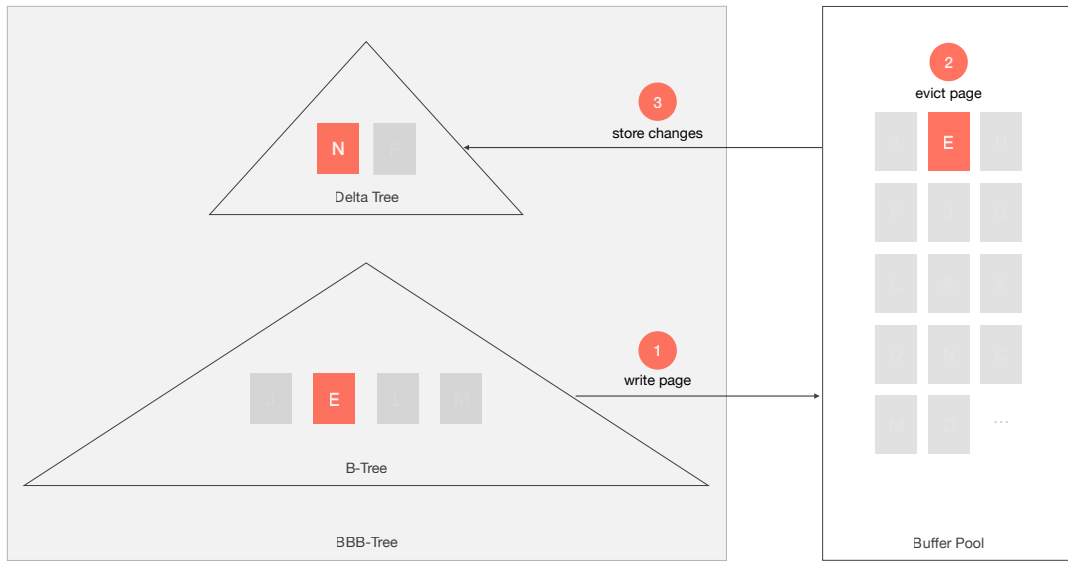 2
evict page
3
store changes
E
N P
Delta Tree
1
write page
L A K
J E L M
M D ...
B-Tree
BBB-Tree
Buffer Pool